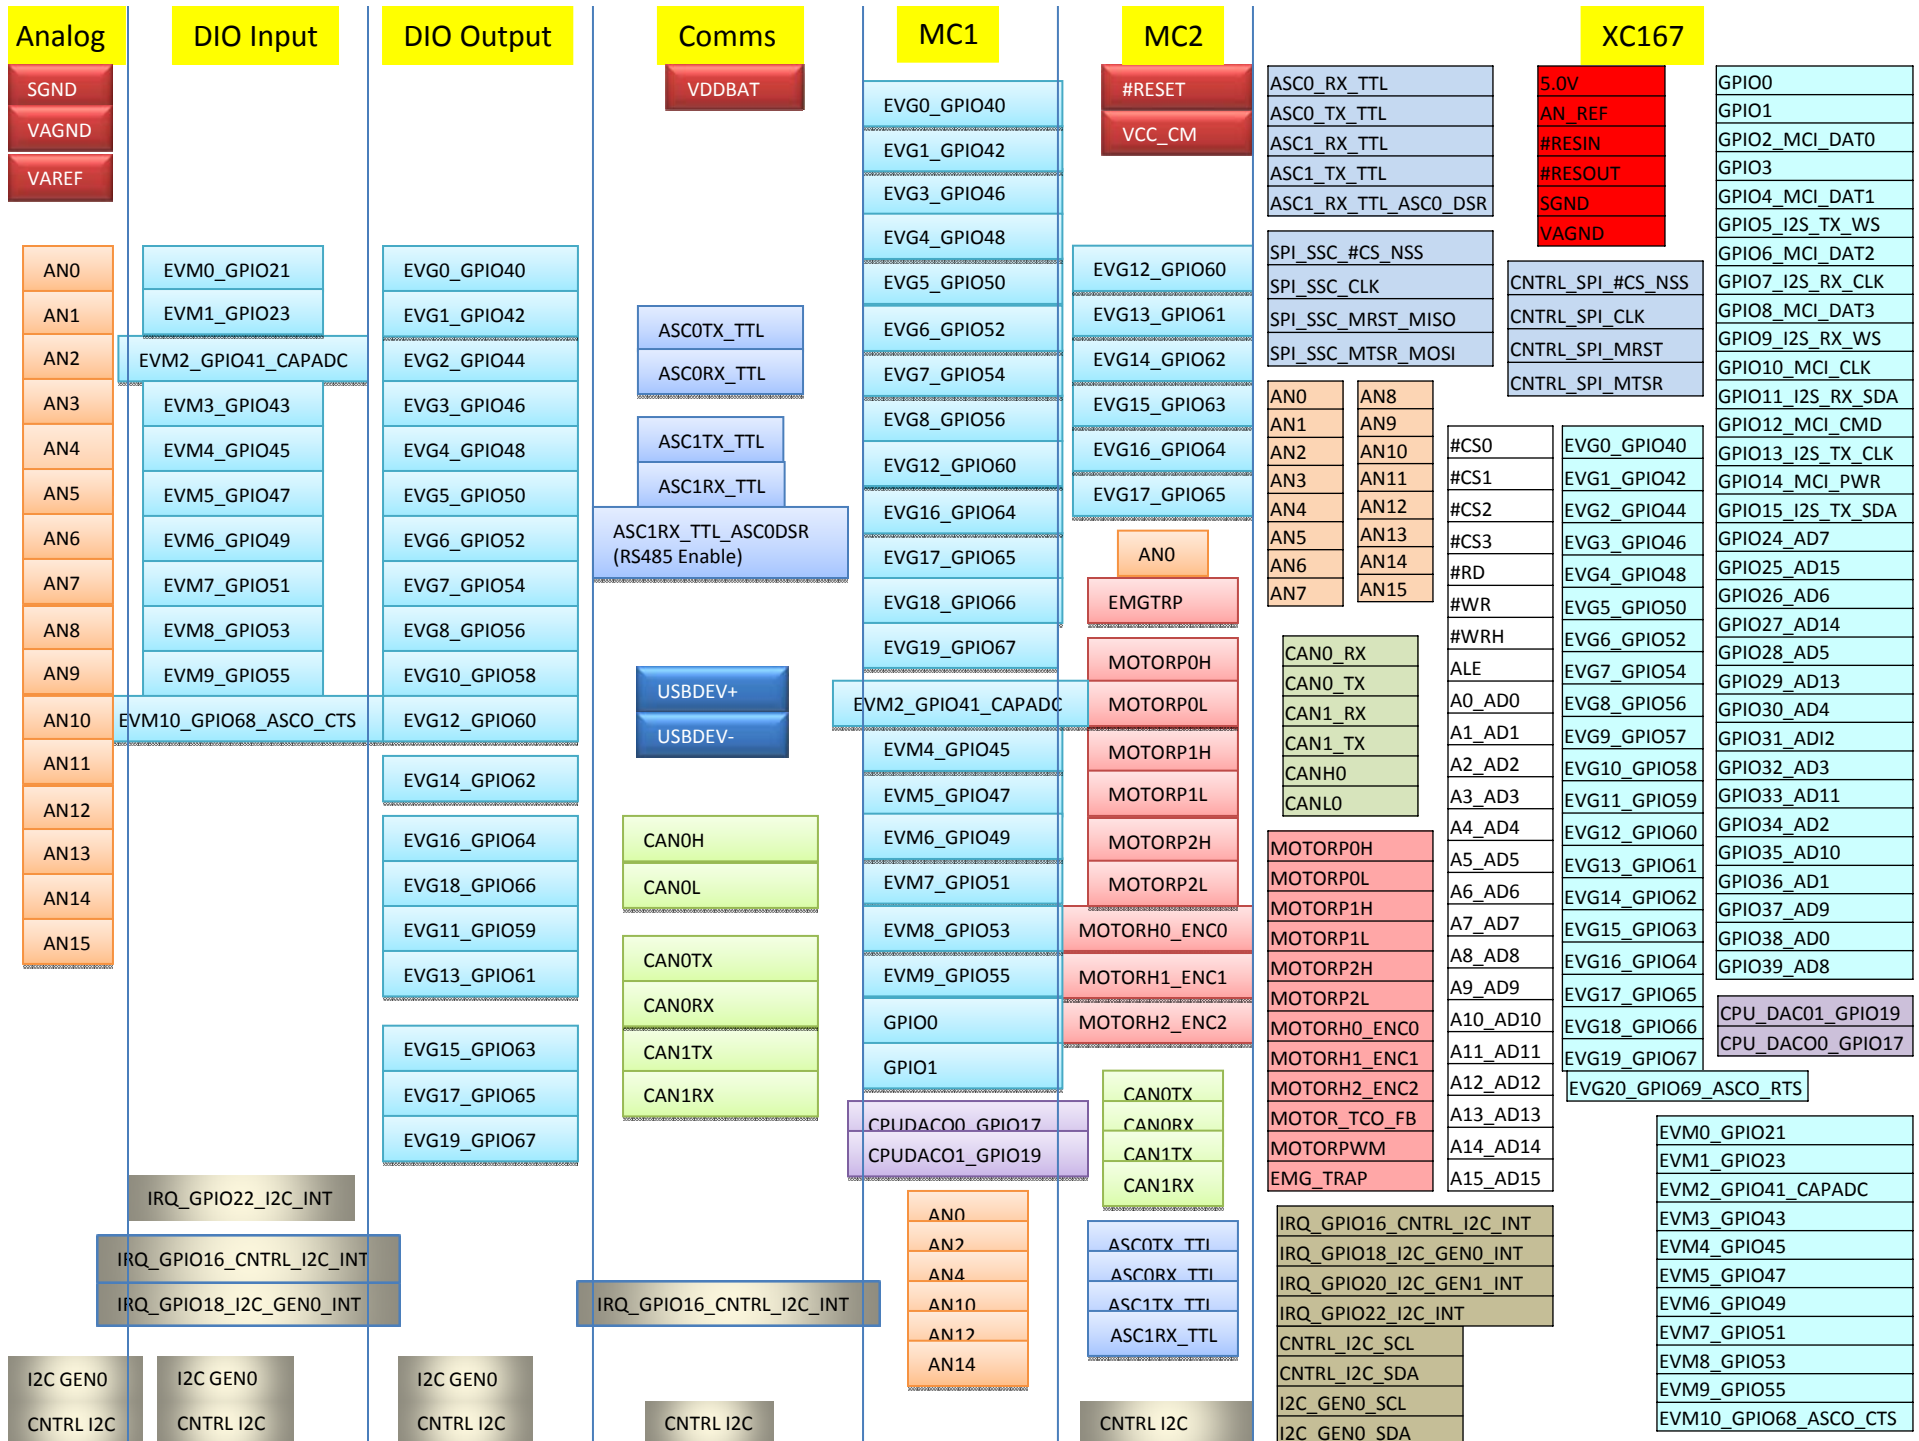 Analog
SGND
VAGND
VAREF
AN0
AN1
AN2
AN3
AN4
AN5
AN6
AN7
AN8
AN9
AN10
AN11
AN12
AN13
AN14
AN15
I2C GEN0
CNTRL I2C
DIO Input
EVM0_GPIO21
EVM1_GPIO23
EVM2_GPIO41_CAPADC
EVM3_GPIO43
EVM4_GPIO45
EVM5_GPIO47
EVM6_GPIO49
EVM7_GPIO51
EVM8_GPIO53
EVM9_GPIO55
EVM10_GPIO68_ASCO_CTS
IRQ_GPIO22_I2C_INT
IRQ_GPIO16_CNTRL_I2C_INT
IRQ_GPIO18_I2C_GEN0_INT
I2C GEN0
CNTRL I2C
DIO Output
EVG0_GPIO40
EVG1_GPIO42
EVG2_GPIO44
EVG3_GPIO46
EVG4_GPIO48
EVG5_GPIO50
EVG6_GPIO52
EVG7_GPIO54
EVG8_GPIO56
EVG10_GPIO58
EVG12_GPIO60
EVG14_GPIO62
EVG16_GPIO64
EVG18_GPIO66
EVG11_GPIO59
EVG13_GPIO61
EVG15_GPIO63
EVG17_GPIO65
EVG19_GPIO67
I2C GEN0
CNTRL I2C
Comms
VDDBAT
ASC0TX_TTL
ASC0RX_TTL
ASC1TX_TTL
ASC1RX_TTL
ASC1RX_TTL_ASC0DSR
(RS485 Enable)
USBDEV+
USBDEV-
CAN0H
CAN0L
CAN0TX
CAN0RX
CAN1TX
CAN1RX
IRQ_GPIO16_CNTRL_I2C_INT
CNTRL I2C
MC1
EVG0_GPIO40
EVG1_GPIO42
EVG3_GPIO46
EVG4_GPIO48
EVG5_GPIO50
EVG6_GPIO52
EVG7_GPIO54
EVG8_GPIO56
EVG12_GPIO60
EVG16_GPIO64
EVG17_GPIO65
EVG18_GPIO66
EVG19_GPIO67
EVM2_GPIO41_CAPADC
EVM4_GPIO45
EVM5_GPIO47
EVM6_GPIO49
EVM7_GPIO51
EVM8_GPIO53
EVM9_GPIO55
GPIO0
GPIO1
CPUDACO0_GPIO17
CPUDACO1_GPIO19
AN0
AN2
AN4
AN10
AN12
AN14
MC2
#RESET
VCC_CM
EVG12_GPIO60
EVG13_GPIO61
EVG14_GPIO62
EVG15_GPIO63
EVG16_GPIO64
EVG17_GPIO65
AN0
EMGTRP
MOTORP0H
MOTORP0L
MOTORP1H
MOTORP1L
MOTORP2H
MOTORP2L
MOTORH0_ENC0
MOTORH1_ENC1
MOTORH2_ENC2
CAN0TX
CAN0RX
CAN1TX
CAN1RX
ASC0TX_TTL
ASC0RX_TTL
ASC1TX_TTL
ASC1RX_TTL
CNTRL I2C
XC167
ASC0_RX_TTL
ASC0_TX_TTL
ASC1_RX_TTL
ASC1_TX_TTL
ASC1_RX_TTL_ASC0_DSR
SPI_SSC_#CS_NSS
SPI_SSC_CLK
SPI_SSC_MRST_MISO
SPI_SSC_MTSR_MOSI
AN0
AN1
AN2
AN3
AN4
AN5
AN6
AN7
AN8
AN9
AN10
AN11
AN12
AN13
AN14
AN15
CAN0_RX
CAN0_TX
CAN1_RX
CAN1_TX
CANH0
CANL0
MOTORP0H
MOTORP0L
MOTORP1H
MOTORP1L
MOTORP2H
MOTORP2L
MOTORH0_ENC0
MOTORH1_ENC1
MOTORH2_ENC2
MOTOR_TCO_FB
MOTORPWM
EMG_TRAP
IRQ_GPIO16_CNTRL_I2C_INT
IRQ_GPIO18_I2C_GEN0_INT
IRQ_GPIO20_I2C_GEN1_INT
IRQ_GPIO22_I2C_INT
CNTRL_I2C_SCL
CNTRL_I2C_SDA
I2C_GEN0_SCL
I2C_GEN0_SDA
#CS0
#CS1
#CS2
#CS3
#RD
#WR
#WRH
ALE
A0_AD0
A1_AD1
A2_AD2
A3_AD3
A4_AD4
A5_AD5
A6_AD6
A7_AD7
A8_AD8
A9_AD9
A10_AD10
A11_AD11
A12_AD12
A13_AD13
A14_AD14
A15_AD15
5.0V
AN_REF
#RESIN
#RESOUT
SGND
VAGND
CNTRL_SPI_#CS_NSS
CNTRL_SPI_CLK
CNTRL_SPI_MRST
CNTRL_SPI_MTSR
EVG0_GPIO40
EVG1_GPIO42
EVG2_GPIO44
EVG3_GPIO46
EVG4_GPIO48
EVG5_GPIO50
EVG6_GPIO52
EVG7_GPIO54
EVG8_GPIO56
EVG9_GPIO57
EVG10_GPIO58
EVG11_GPIO59
EVG12_GPIO60
EVG13_GPIO61
EVG14_GPIO62
EVG15_GPIO63
EVG16_GPIO64
EVG17_GPIO65
EVG18_GPIO66
EVG19_GPIO67
EVG20_GPIO69_ASCO_RTS
GPIO0
GPIO1
GPIO2_MCI_DAT0
GPIO3
GPIO4_MCI_DAT1
GPIO5_I2S_TX_WS
GPIO6_MCI_DAT2
GPIO7_I2S_RX_CLK
GPIO8_MCI_DAT3
GPIO9_I2S_RX_WS
GPIO10_MCI_CLK
GPIO11_I2S_RX_SDA
GPIO12_MCI_CMD
GPIO13_I2S_TX_CLK
GPIO14_MCI_PWR
GPIO15_I2S_TX_SDA
GPIO24_AD7
GPIO25_AD15
GPIO26_AD6
GPIO27_AD14
GPIO28_AD5
GPIO29_AD13
GPIO30_AD4
GPIO31_ADI2
GPIO32_AD3
GPIO33_AD11
GPIO34_AD2
GPIO35_AD10
GPIO36_AD1
GPIO37_AD9
GPIO38_AD0
GPIO39_AD8
CPU_DAC01_GPIO19
CPU_DACO0_GPIO17
EVM0_GPIO21
EVM1_GPIO23
EVM2_GPIO41_CAPADC
EVM3_GPIO43
EVM4_GPIO45
EVM5_GPIO47
EVM6_GPIO49
EVM7_GPIO51
EVM8_GPIO53
EVM9_GPIO55
EVM10_GPIO68_ASCO_CTS